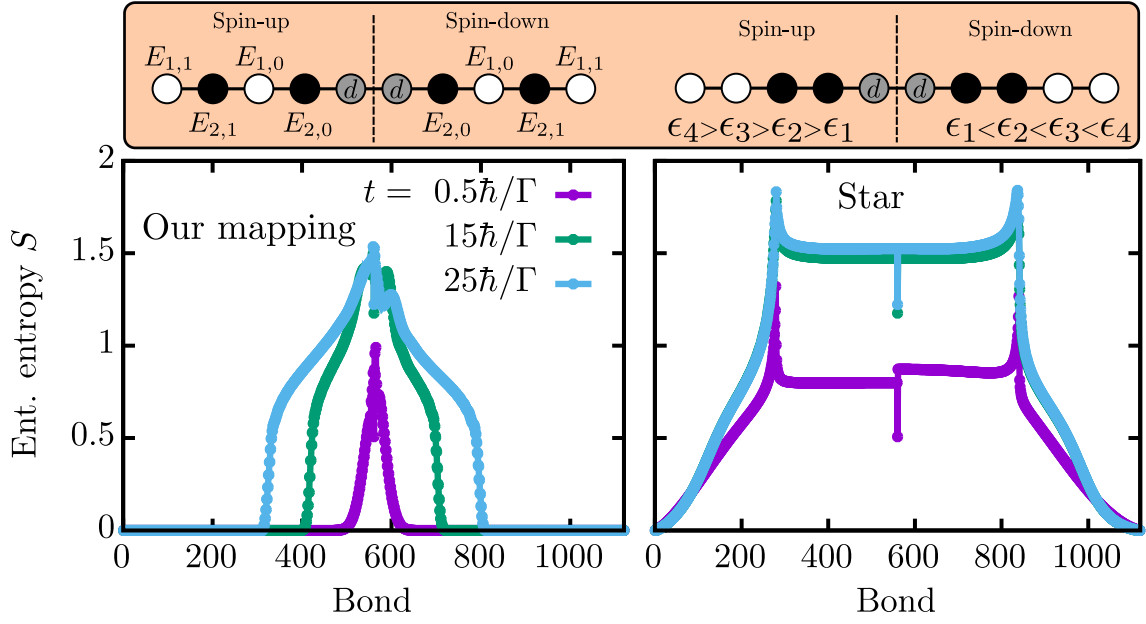 Spin-up Spin-down
E₁,₁ E₁,₀ E₁,₀ E₁,₁
d d
E₂,₁ E₂,₀ E₂,₀ E₂,₁
Spin-up Spin-down
d d
ϵ₄>ϵ₃>ϵ₂>ϵ₁ ϵ₁<ϵ₂<ϵ₃<ϵ₄
Ent. entropy S
2
1.5
1
0.5
0
Our mapping
t = 0.5ħ/Γ
15ħ/Γ
25ħ/Γ
0 200 400 600 800 1000
Bond
Star
0 200 400 600 800 1000
Bond